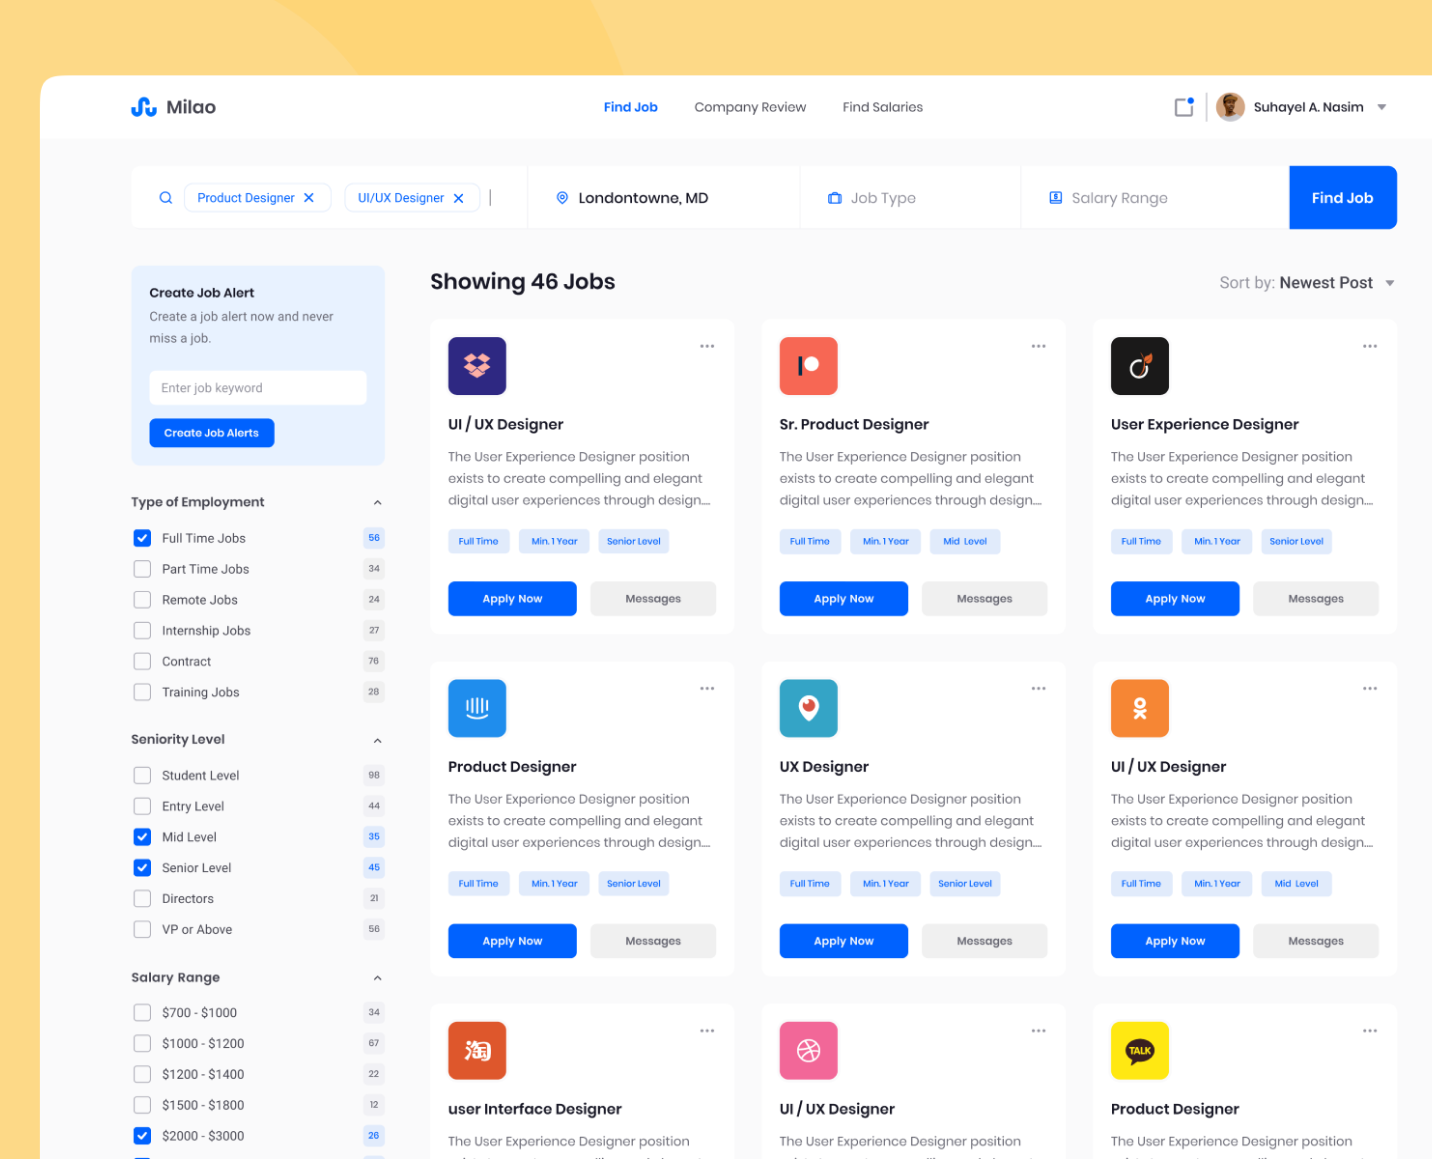 Milao
Find Job
Company Review
Find Salaries
Suhayel A. Nasim
Product Designer
UI/UX Designer
Londontowne, MD
Job Type
Salary Range
Find Job
Create Job Alert
Create a job alert now and never
miss a job.
Enter job keyword
Create Job Alerts
Type of Employment
Full Time Jobs 56
Part Time Jobs 34
Remote Jobs 24
Internship Jobs 27
Contract 76
Training Jobs 28
Seniority Level
Student Level 98
Entry Level 44
Mid Level 35
Senior Level 45
Directors 21
VP or Above 56
Salary Range
$700 - $1000 34
$1000 - $1200 67
$1200 - $1400 22
$1500 - $1800 12
$2000 - $3000 26
Showing 46 Jobs
Sort by: Newest Post
UI / UX Designer
The User Experience Designer position
exists to create compelling and elegant
digital user experiences through design....
Full Time Min. 1 Year Senior Level
Apply Now Messages
Sr. Product Designer
The User Experience Designer position
exists to create compelling and elegant
digital user experiences through design....
Full Time Min. 1 Year Mid Level
Apply Now Messages
User Experience Designer
The User Experience Designer position
exists to create compelling and elegant
digital user experiences through design....
Full Time Min. 1 Year Senior Level
Apply Now Messages
Product Designer
The User Experience Designer position
exists to create compelling and elegant
digital user experiences through design....
Full Time Min. 1 Year Senior Level
Apply Now Messages
UX Designer
The User Experience Designer position
exists to create compelling and elegant
digital user experiences through design....
Full Time Min. 1 Year Senior Level
Apply Now Messages
UI / UX Designer
The User Experience Designer position
exists to create compelling and elegant
digital user experiences through design....
Full Time Min. 1 Year Mid Level
Apply Now Messages
淘
user Interface Designer
The User Experience Designer position
UI / UX Designer
The User Experience Designer position
TALK
Product Designer
The User Experience Designer position